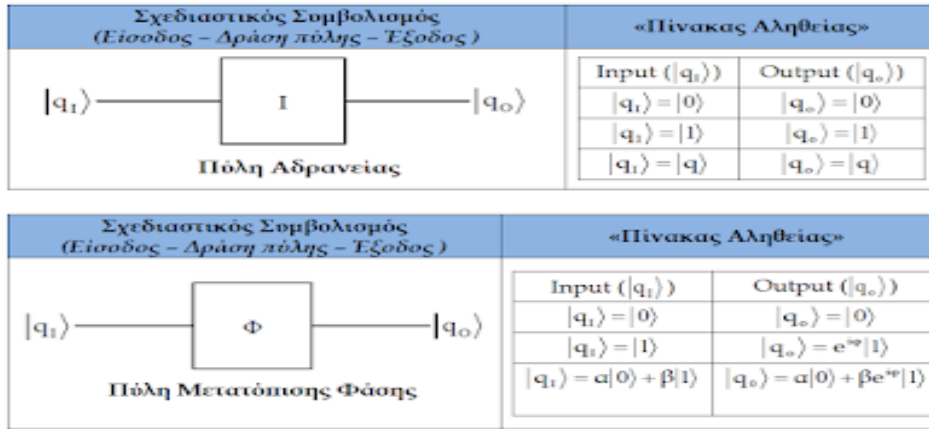 Σχεδιαστικός Συμβολισμός
(Είσοδος – Δράση πύλης – Έξοδος )
«Πίνακας Αληθείας»
|q_I⟩ I |q_O⟩
Πύλη Αδρανείας
Input (|q_I⟩) Output (|q_o⟩)
|q_I⟩ = |0⟩ |q_o⟩ = |0⟩
|q_I⟩ = |1⟩ |q_o⟩ = |1⟩
|q_I⟩ = |q⟩ |q_o⟩ = |q⟩
Σχεδιαστικός Συμβολισμός
(Είσοδος – Δράση πύλης – Έξοδος )
«Πίνακας Αληθείας»
|q_I⟩ Φ |q_O⟩
Πύλη Μετατόπισης Φάσης
Input (|q_I⟩) Output (|q_o⟩)
|q_I⟩ = |0⟩ |q_o⟩ = |0⟩
|q_I⟩ = |1⟩ |q_o⟩ = e^{iφ}|1⟩
|q_I⟩ = α|0⟩ + β|1⟩ |q_o⟩ = α|0⟩ + βe^{iφ}|1⟩